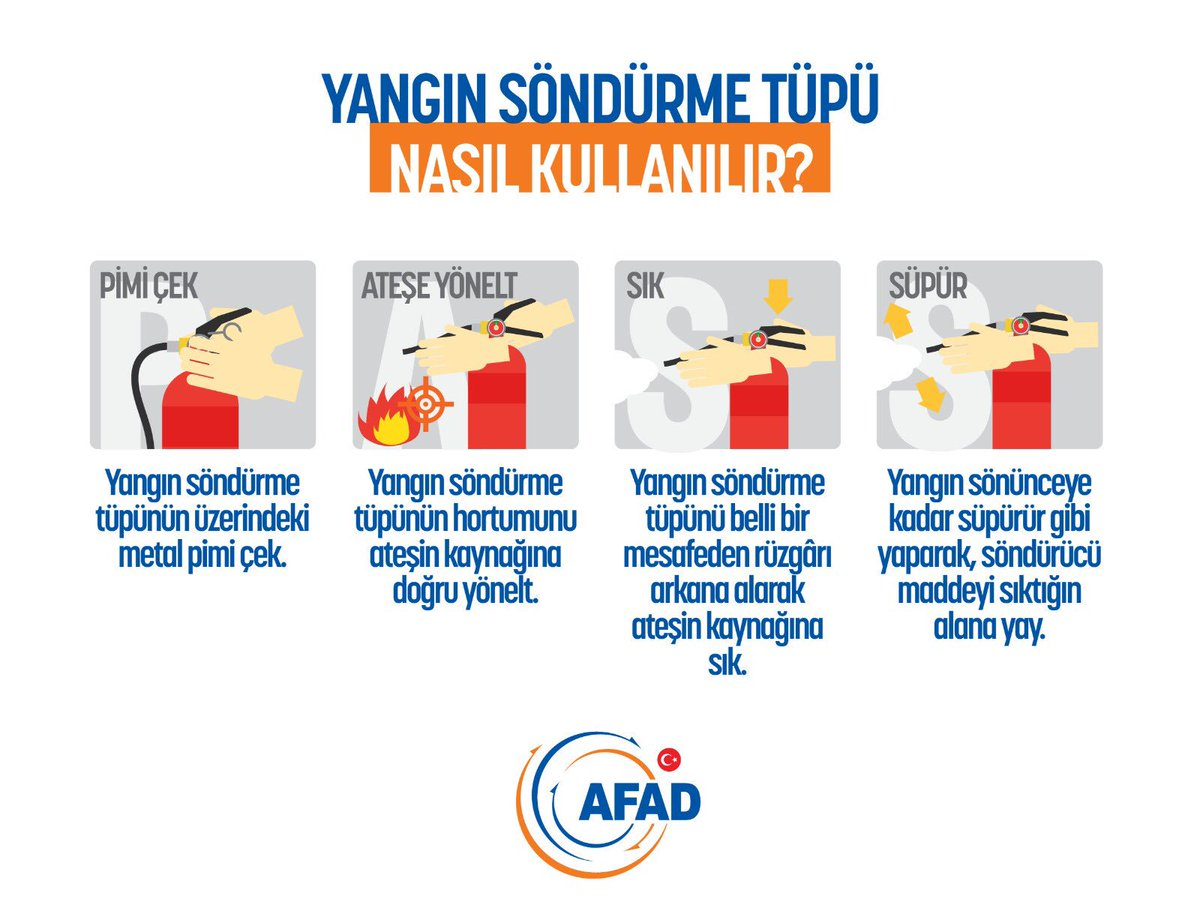 YANGIN SÖNDÜRME TÜPÜ
NASIL KULLANILIR?
P
PİMİ ÇEK
Yangın söndürme
tüpünün üzerindeki
metal pimi çek.
A
ATEŞE YÖNELT
Yangın söndürme
tüpünün hortumunu
ateşin kaynağına
doğru yönelt.
S
SIK
Yangın söndürme
tüpünü belli bir
mesafeden rüzgârı
arkana alarak
ateşin kaynağına
sık.
S
SÜPÜR
Yangın sönünceye
kadar süpürür gibi
yaparak, söndürücü
maddeyi sıktığın
alana yay.
AFAD